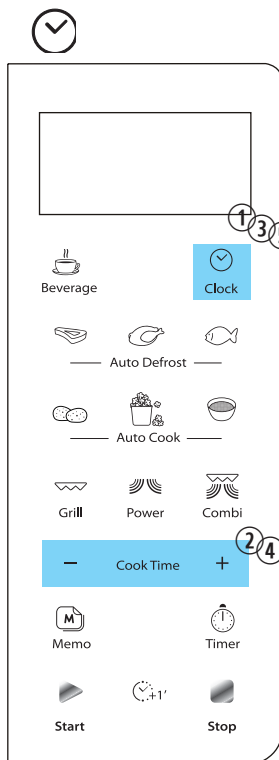 ① ③
Beverage Clock
Auto Defrost
Auto Cook
Grill Power Combi
② ④
− Cook Time +
M
Memo Timer
+1'
Start Stop